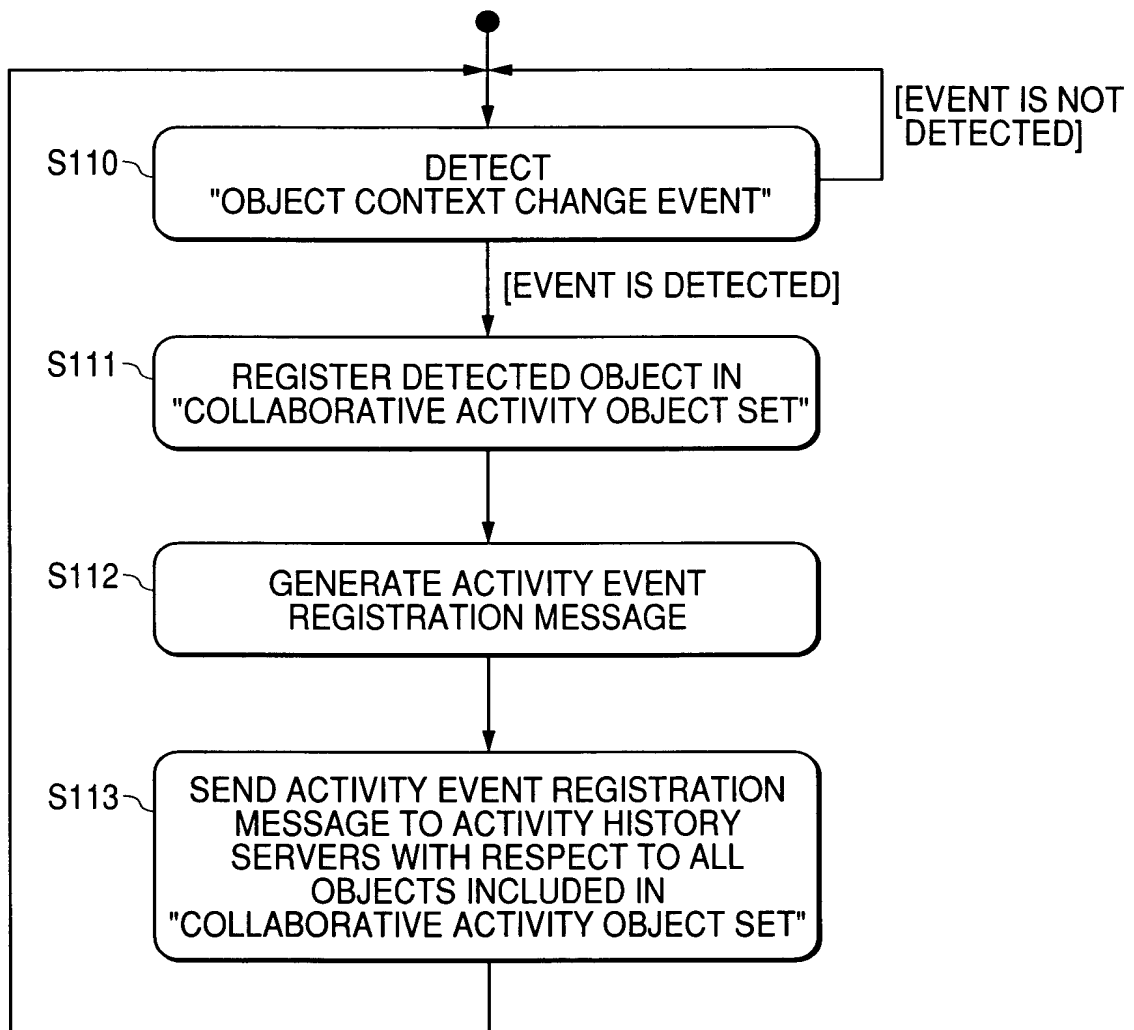 [EVENT IS NOT
DETECTED]
S110
DETECT
"OBJECT CONTEXT CHANGE EVENT"
[EVENT IS DETECTED]
S111
REGISTER DETECTED OBJECT IN
"COLLABORATIVE ACTIVITY OBJECT SET"
S112
GENERATE ACTIVITY EVENT
REGISTRATION MESSAGE
S113
SEND ACTIVITY EVENT REGISTRATION
MESSAGE TO ACTIVITY HISTORY
SERVERS WITH RESPECT TO ALL
OBJECTS INCLUDED IN
"COLLABORATIVE ACTIVITY OBJECT SET"